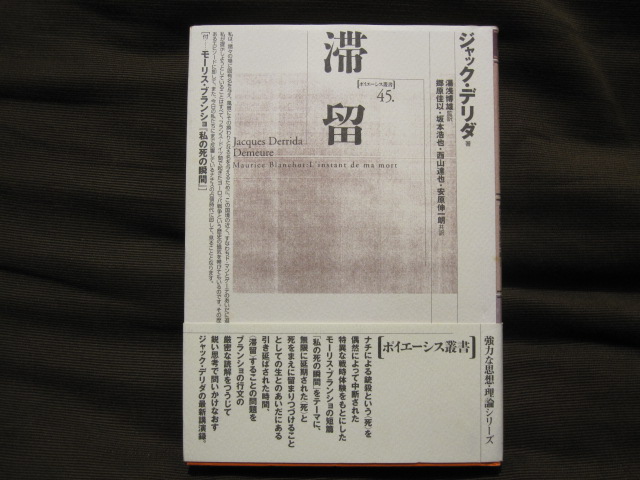 ジャック・デリダ 著
湯浅博雄 監訳
郷原佳以・坂本浩也・西山達也・安原伸一朗 共訳
[ポイエーシス叢書]
45.
滞留
Jacques Derrida
Demeure
Maurice Blanchot: L'instant de ma mort
[付]モーリス・ブランショ『私の死の瞬間』
[ポイエーシス叢書]
強力な思想・理論シリーズ
ナチによる銃殺という〈死〉を
偶然によって中断された
特異な戦時体験をもとにした
モーリス・ブランショの短篇
『私の死の瞬間』をテーマに、
無限に延期された〈死〉と
死をまえに留まりつづけること
としての生とのあいだにある
引き延ばされた時間、
「滞留」することの問題を
ブランショの行文の
厳密な読解をつうじて
鋭い思考で問いかけなおす
ジャック・デリダの最新講演録。